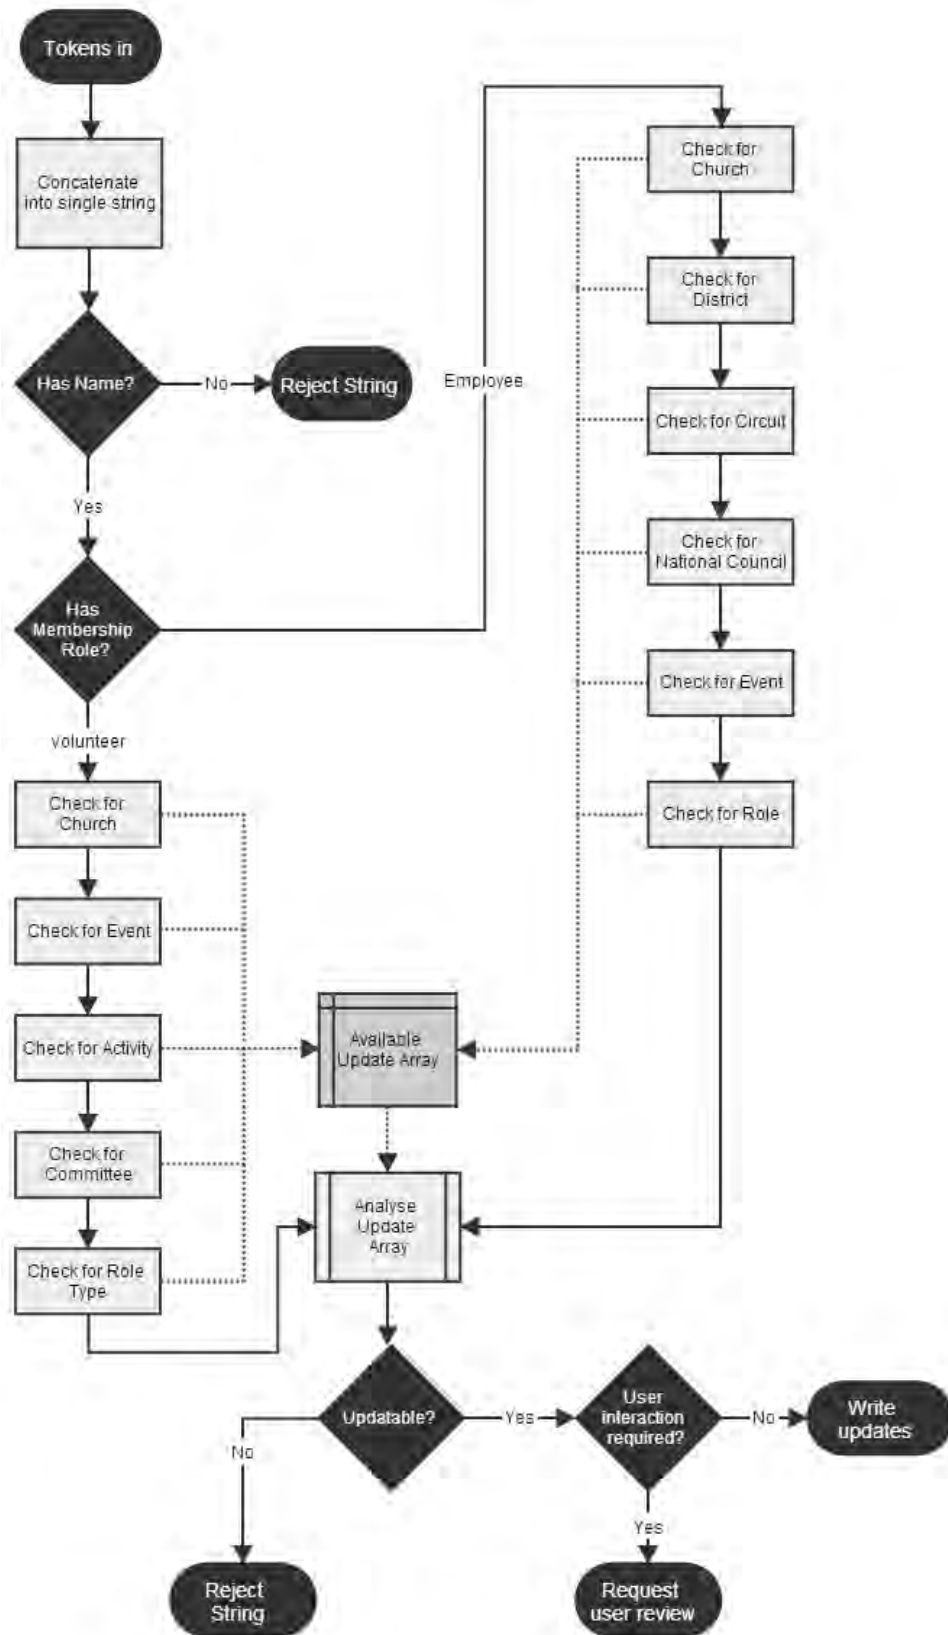 Tokens in
Concatenate
into single string
Has Name?
No
Reject String
Yes
Has
Membership
Role?
Employee
volunteer
Check for
Church
Check for Event
Check for Activity
Check for
Committee
Check for Role
Type
Check for
Church
Check for
District
Check for Circuit
Check for
National Council
Check for Event
Check for Role
Available
Update Array
Analyse
Update
Array
Updatable?
No
Reject
String
Yes
User
interaction
required?
No
Write
updates
Yes
Request
user review